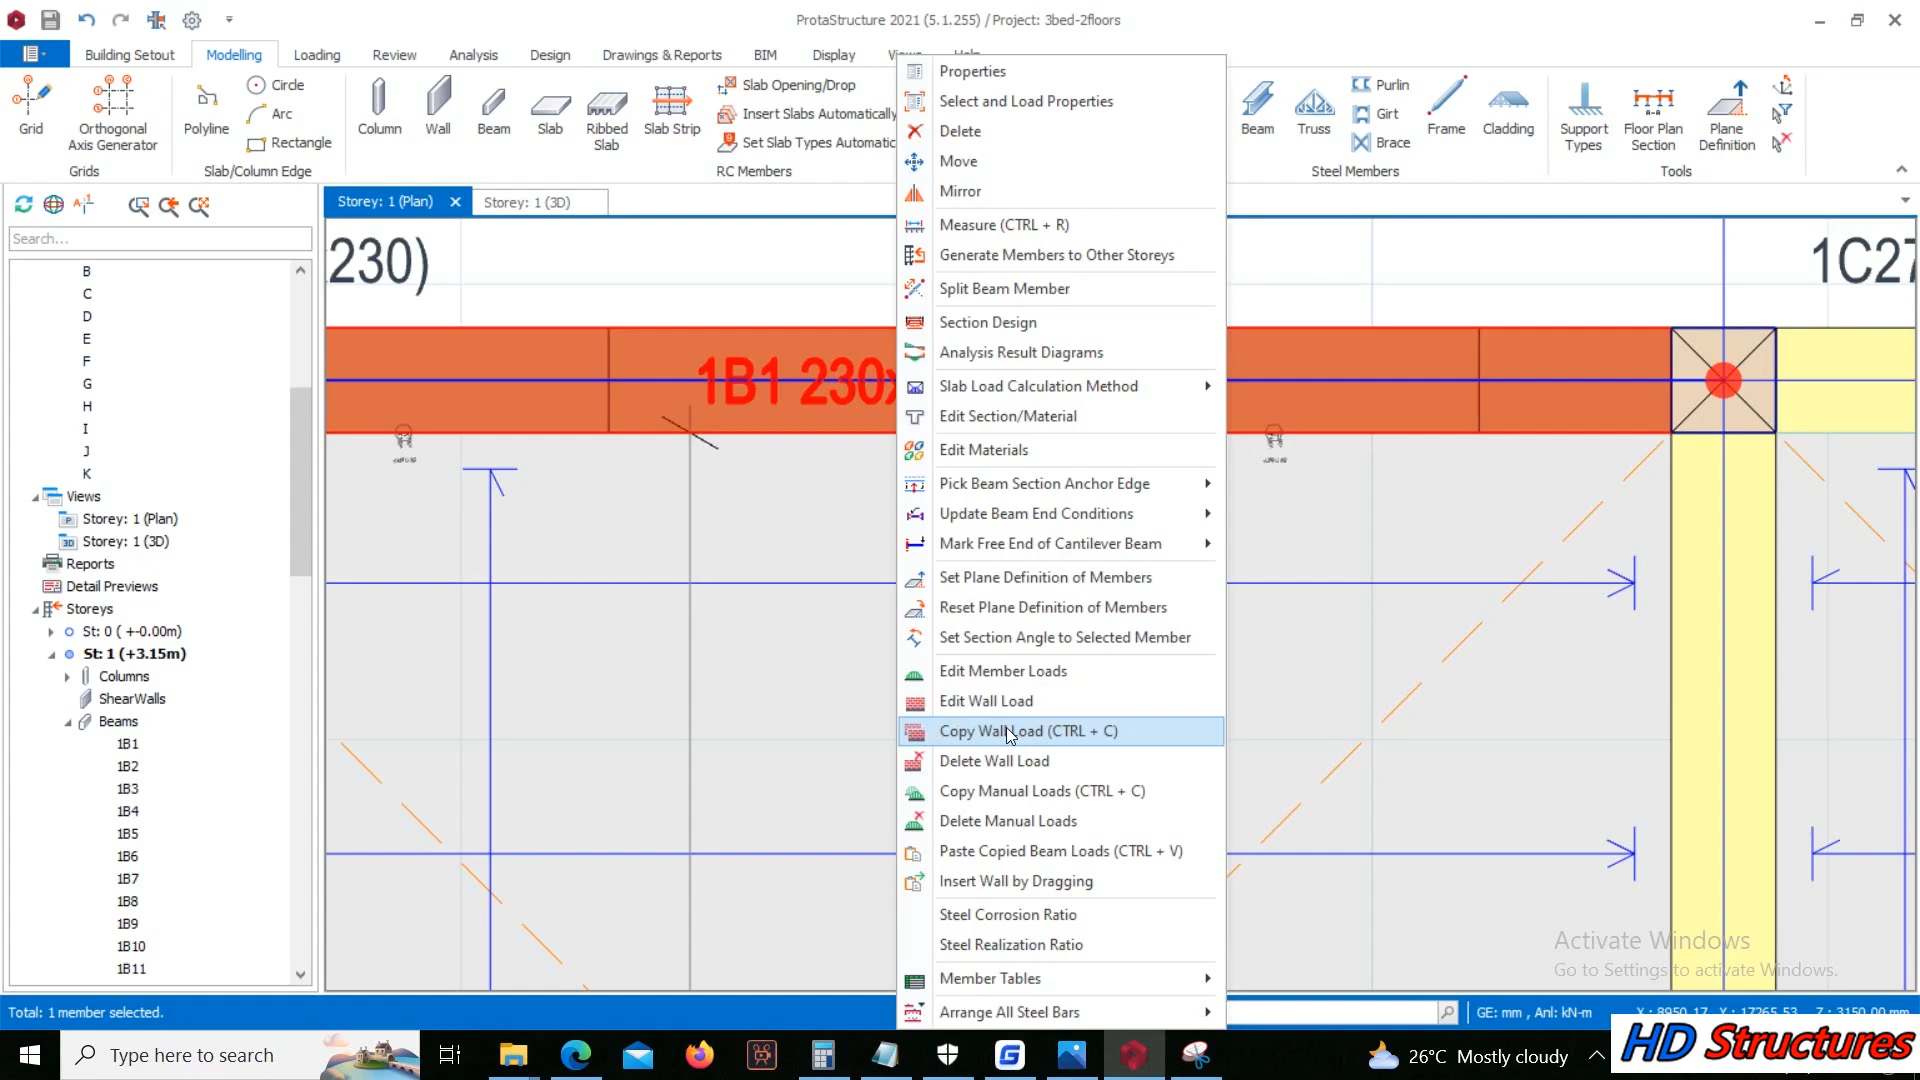 ProtaStructure 2021 (5.1.255) / Project: 3bed-2floors
Building Setout
Modelling
Loading
Review
Analysis
Design
Drawings & Reports
BIM
Display
Grid
Orthogonal
Axis Generator
Grids
Polyline
Circle
Arc
Rectangle
Slab/Column Edge
Column
Wall
Beam
Slab
Ribbed
Slab
Slab Strip
Slab Opening/Drop
Insert Slabs Automatically
Set Slab Types Automatic
RC Members
Beam
Truss
Purlin
Girt
Brace
Frame
Cladding
Steel Members
Support
Types
Floor Plan
Section
Plane
Definition
Tools
Search...
B
C
D
E
F
G
H
I
J
K
Views
Storey: 1 (Plan)
Storey: 1 (3D)
Reports
Detail Previews
Storeys
St: 0 ( +-0.00m)
St: 1 (+3.15m)
Columns
ShearWalls
Beams
1B1
1B2
1B3
1B4
1B5
1B6
1B7
1B8
1B9
1B10
1B11
Storey: 1 (Plan)
Storey: 1 (3D)
230)
1C27
1B1 230x
Properties
Select and Load Properties
Delete
Move
Mirror
Measure (CTRL + R)
Generate Members to Other Storeys
Split Beam Member
Section Design
Analysis Result Diagrams
Slab Load Calculation Method
Edit Section/Material
Edit Materials
Pick Beam Section Anchor Edge
Update Beam End Conditions
Mark Free End of Cantilever Beam
Set Plane Definition of Members
Reset Plane Definition of Members
Set Section Angle to Selected Member
Edit Member Loads
Edit Wall Load
Copy Wall Load (CTRL + C)
Delete Wall Load
Copy Manual Loads (CTRL + C)
Delete Manual Loads
Paste Copied Beam Loads (CTRL + V)
Insert Wall by Dragging
Steel Corrosion Ratio
Steel Realization Ratio
Member Tables
Arrange All Steel Bars
Activate Windows
Go to Settings to activate Windows.
Total: 1 member selected.
GE: mm , Anl: kN-m
X : 8950.17 Y : 17265.53 Z : 3150.00 mm
Type here to search
26°C Mostly cloudy
HD Structures